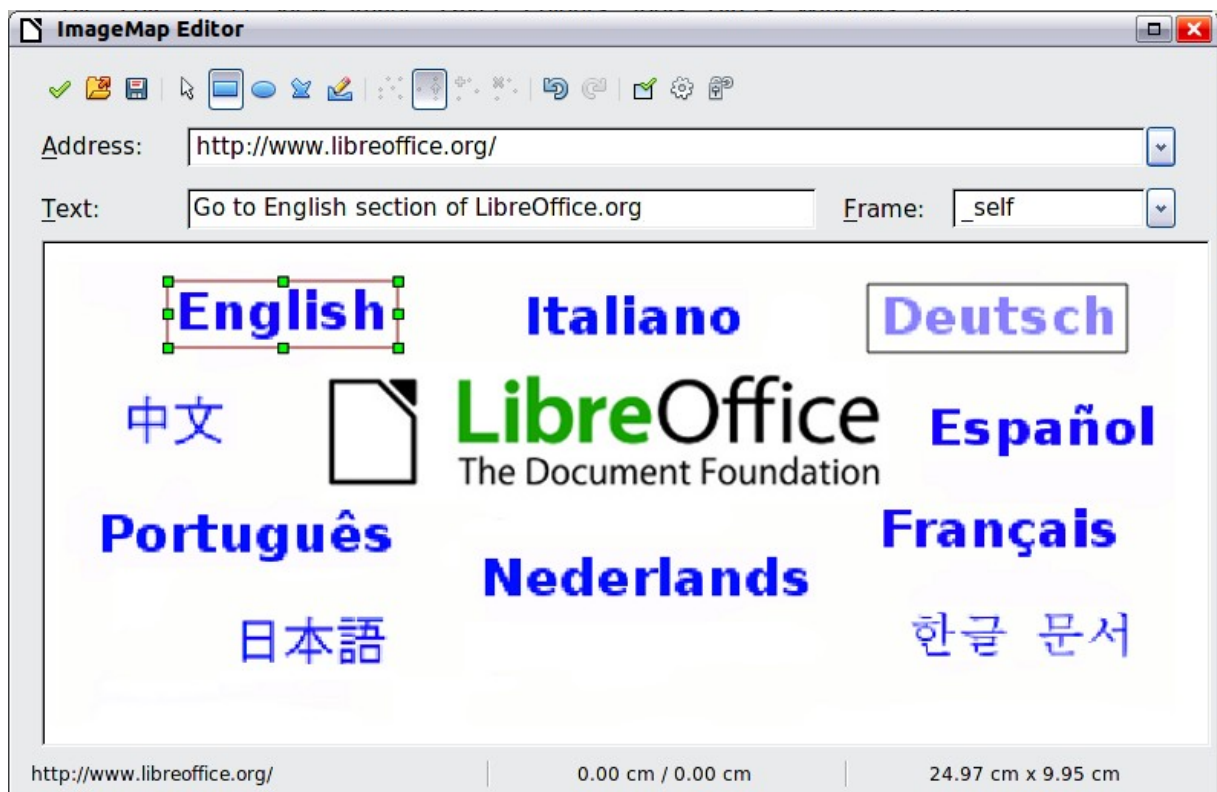 ImageMap Editor
Address: http://www.libreoffice.org/
Text: Go to English section of LibreOffice.org Frame: _self
English Italiano Deutsch
中文 LibreOffice Español
The Document Foundation
Português Français
Nederlands
日本語 한글 문서
http://www.libreoffice.org/ 0.00 cm / 0.00 cm 24.97 cm x 9.95 cm